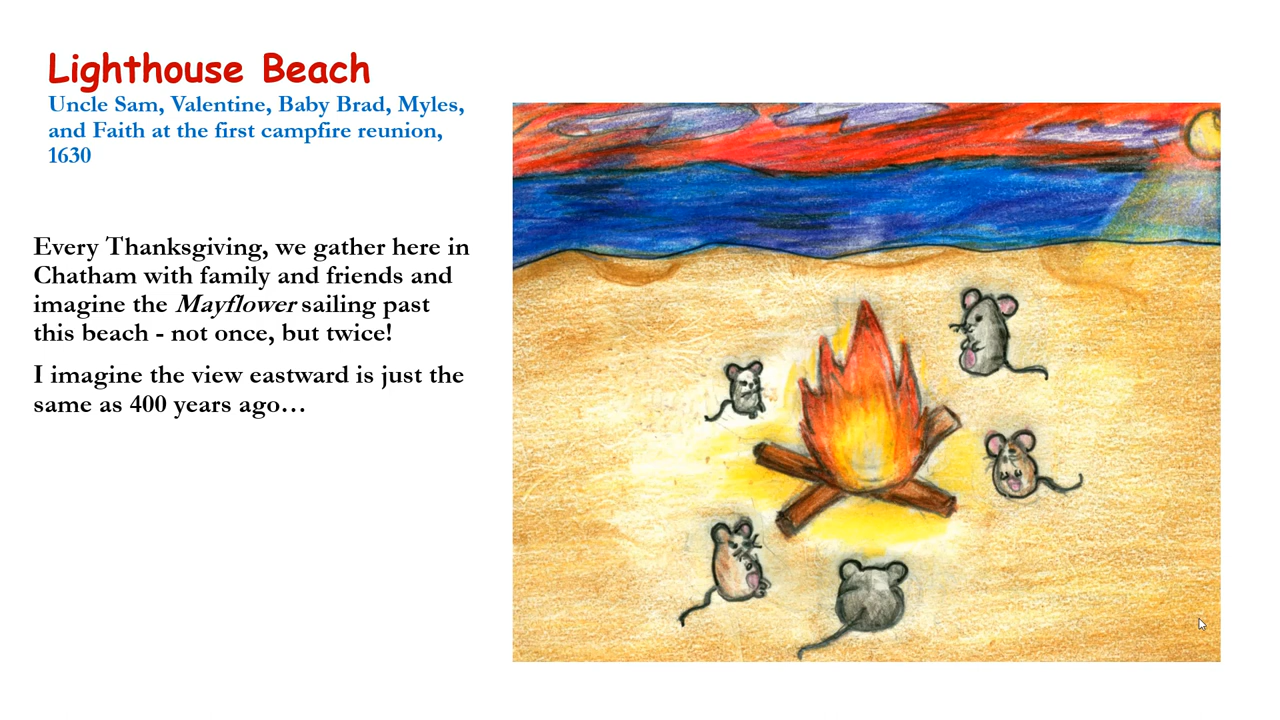 Lighthouse Beach
Uncle Sam, Valentine, Baby Brad, Myles,
and Faith at the first campfire reunion,
1630
Every Thanksgiving, we gather here in
Chatham with family and friends and
imagine the Mayflower sailing past
this beach - not once, but twice!
I imagine the view eastward is just the
same as 400 years ago…